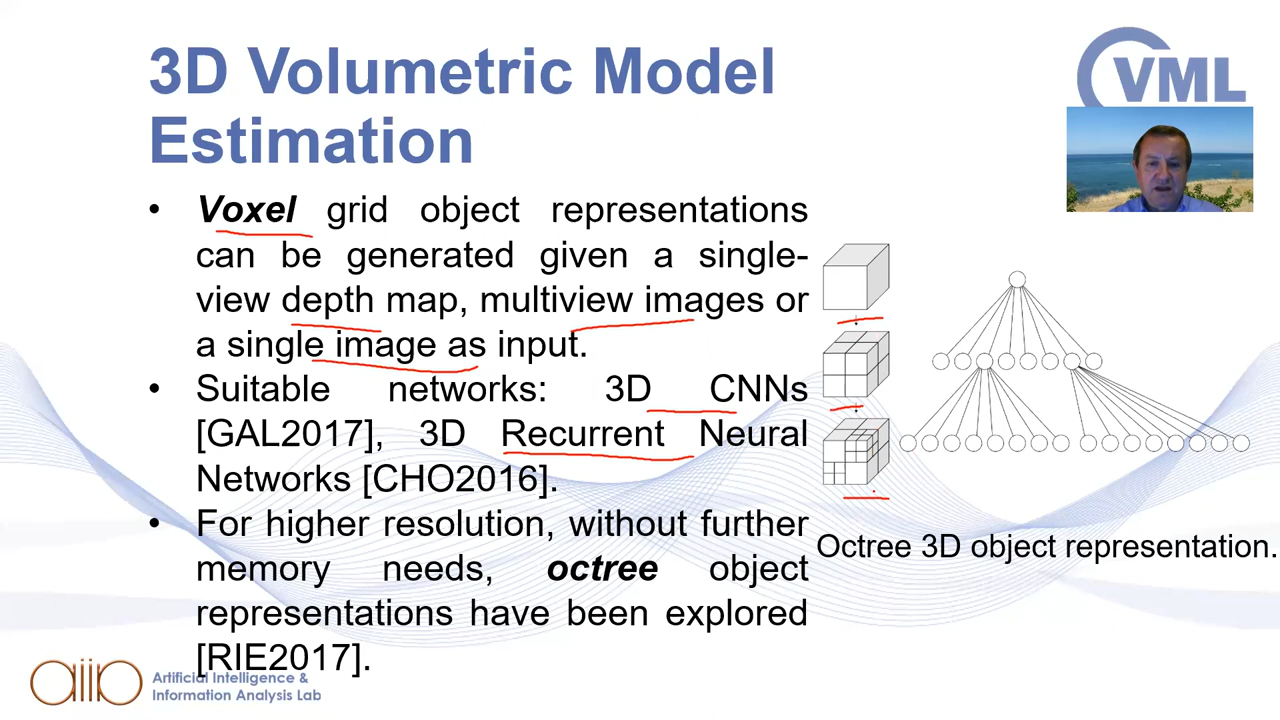 3D Volumetric Model
Estimation
VML
• Voxel grid object representations
can be generated given a single-
view depth map, multiview images or
a single image as input.
• Suitable networks: 3D CNNs
[GAL2017], 3D Recurrent Neural
Networks [CHO2016].
• For higher resolution, without further
memory needs, octree object
representations have been explored
[RIE2017].
Octree 3D object representation.
aiia
Artificial Intelligence &
Information Analysis Lab